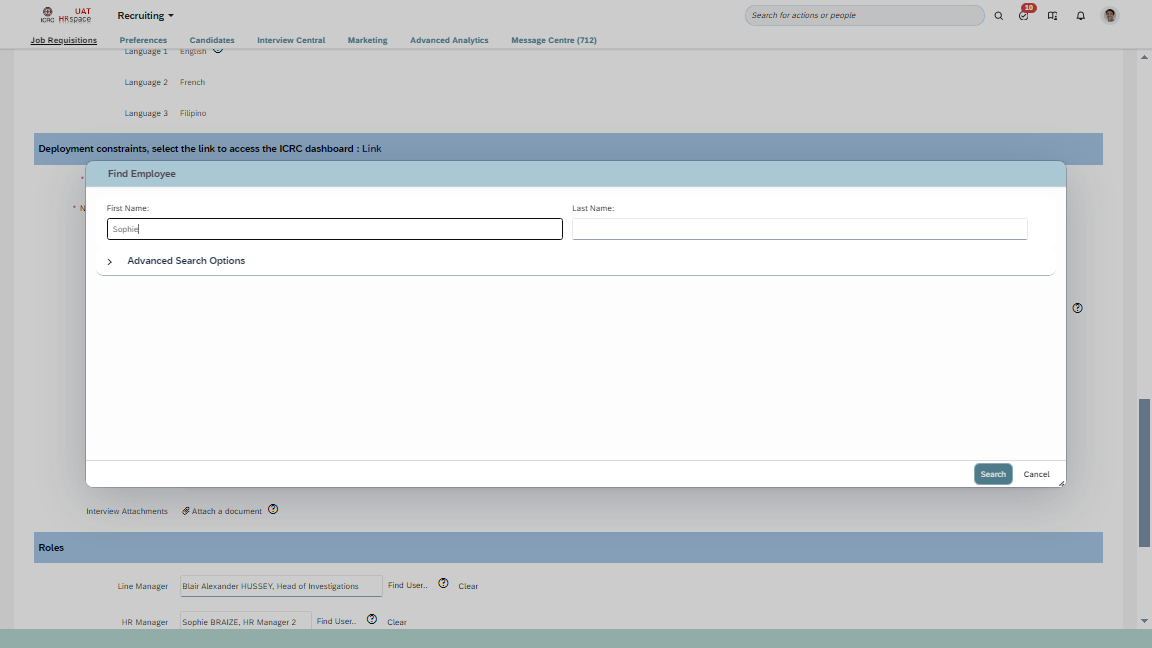 UAT
ICRC HRspace
Recruiting
Search for actions or people
10
Job Requisitions Preferences Candidates Interview Central Marketing Advanced Analytics Message Centre (712)
Language 1 English
Language 2 French
Language 3 Filipino
Deployment constraints, select the link to access the ICRC dashboard : Link
*
* N
Find Employee
First Name: Last Name:
Sophie
Advanced Search Options
Search Cancel
Interview Attachments Attach a document
Roles
Line Manager Blair Alexander HUSSEY, Head of Investigations Find User.. Clear
HR Manager Sophie BRAIZE, HR Manager 2 Find User.. Clear